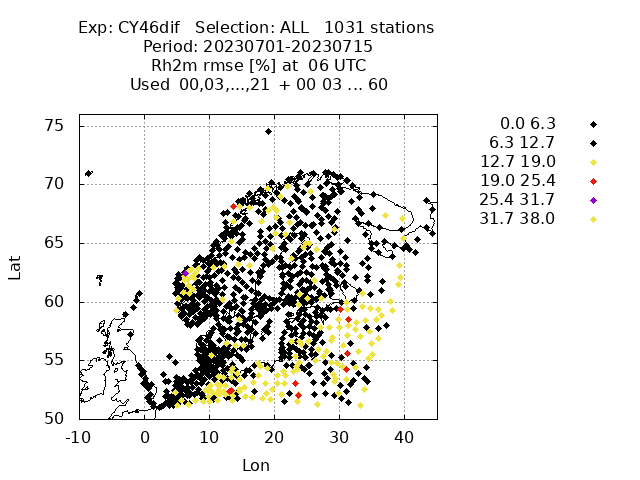 Exp: CY46dif   Selection: ALL   1031 stations
Period: 20230701-20230715
Rh2m rmse [%] at  06 UTC
Used  00,03,...,21  + 00 03 ... 60
0.0 6.3
6.3 12.7
12.7 19.0
19.0 25.4
25.4 31.7
31.7 38.0
75
70
65
60
55
50
Lat
-10 0 10 20 30 40
Lon